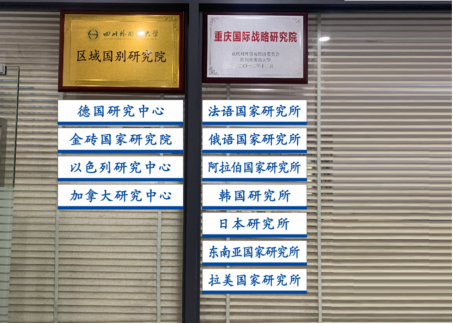 区域国别研究院
德国研究中心
金砖国家研究院
以色列研究中心
加拿大研究中心
重庆国际战略研究院
法语国家研究所
俄语国家研究所
阿拉伯国家研究所
韩国研究所
日本研究所
东南亚国家研究所
拉美国家研究所